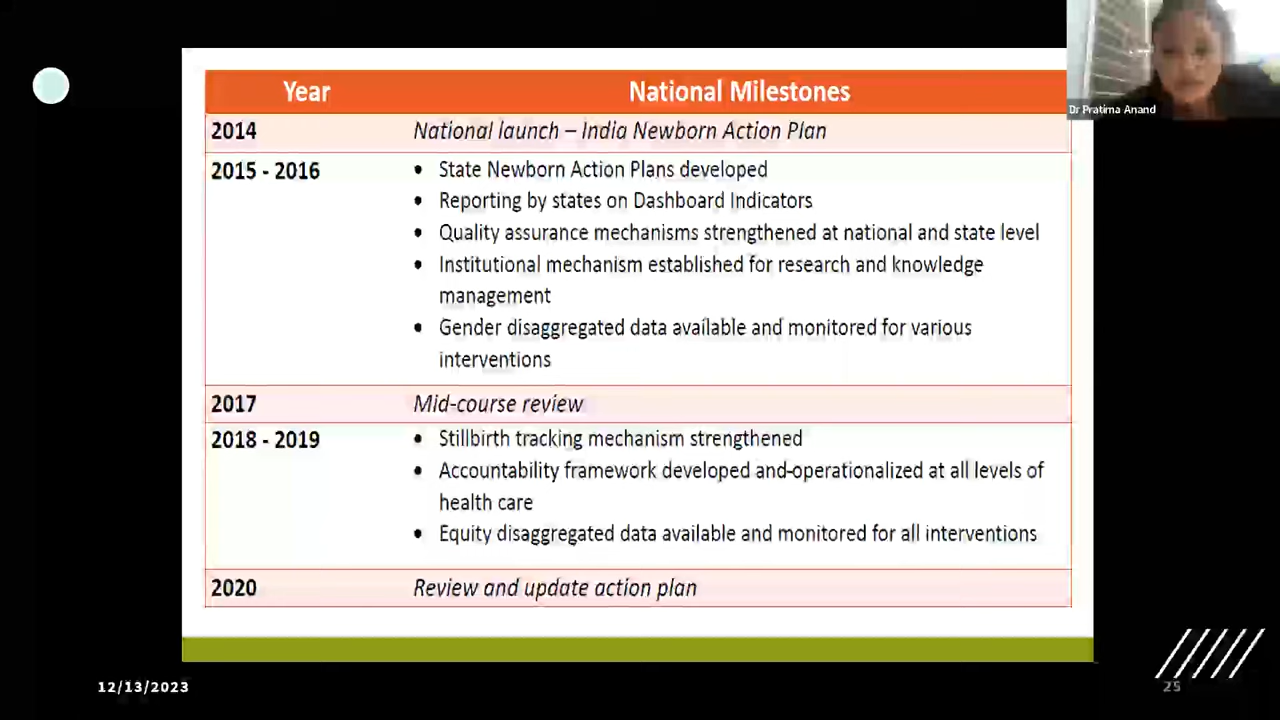 Year National Milestones
2014 National launch – India Newborn Action Plan
2015 - 2016 • State Newborn Action Plans developed
• Reporting by states on Dashboard Indicators
• Quality assurance mechanisms strengthened at national and state level
• Institutional mechanism established for research and knowledge
management
• Gender disaggregated data available and monitored for various
interventions
2017 Mid-course review
2018 - 2019 • Stillbirth tracking mechanism strengthened
• Accountability framework developed and-operationalized at all levels of
health care
• Equity disaggregated data available and monitored for all interventions
2020 Review and update action plan
Dr Pratima Anand
12/13/2023
25